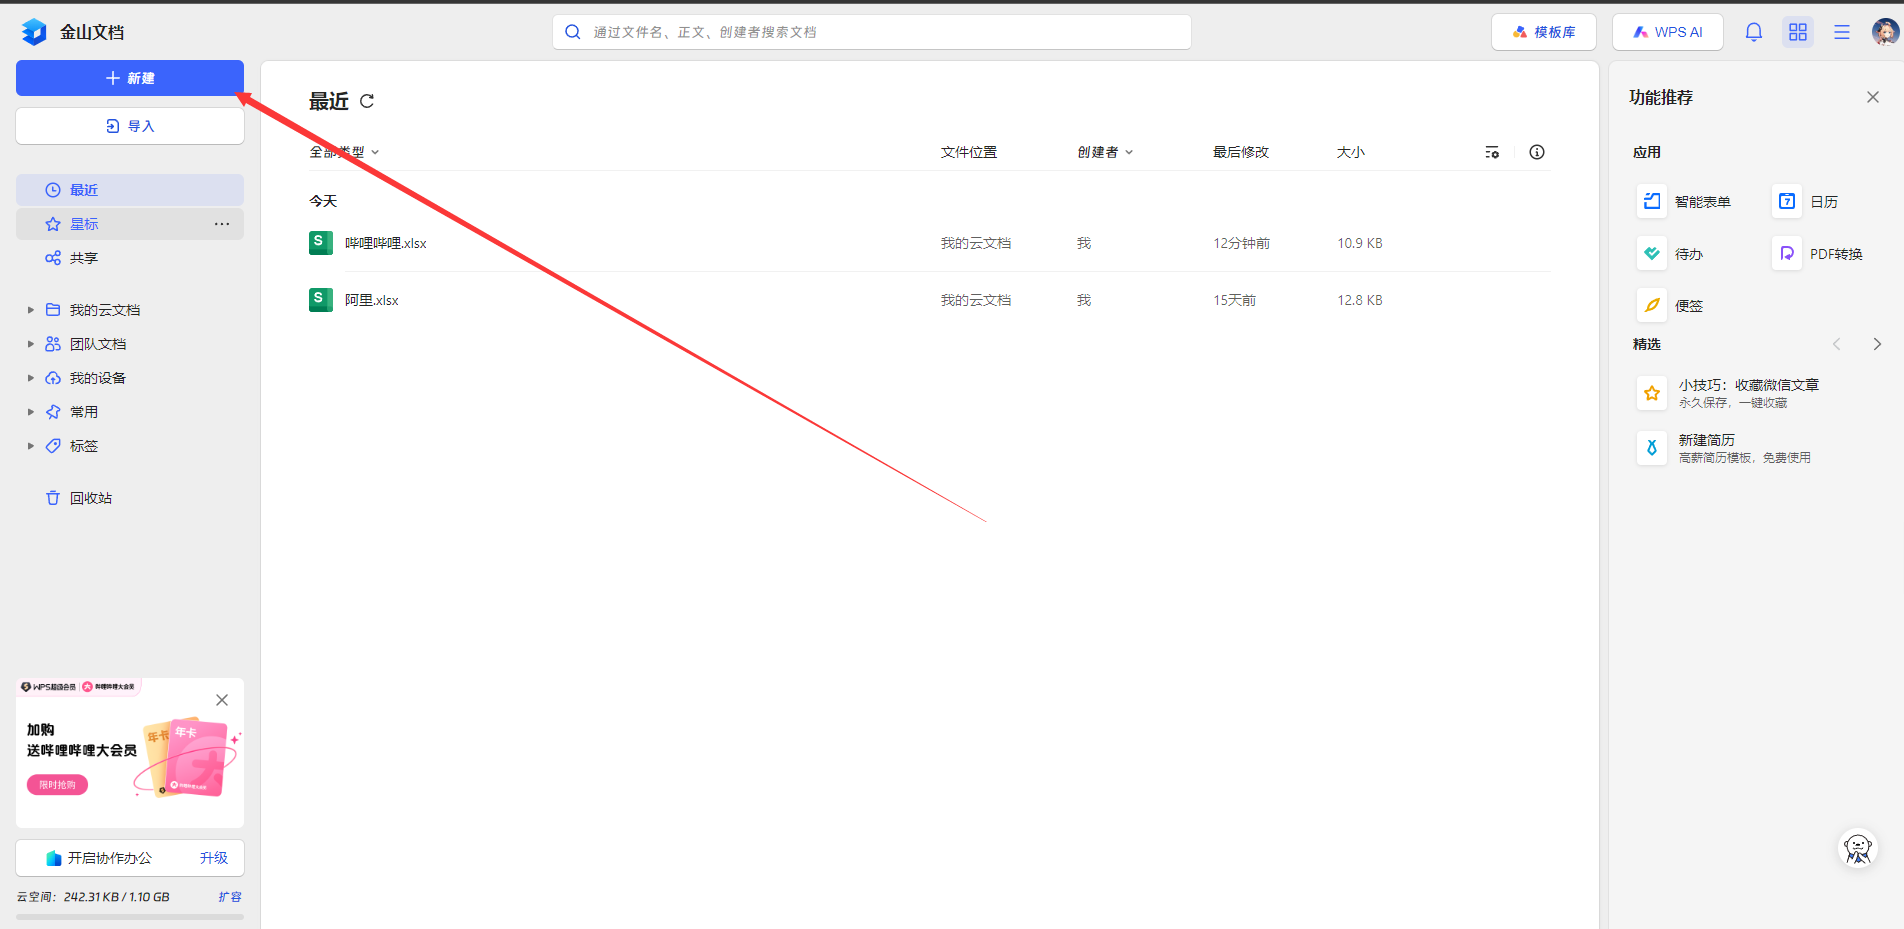 金山文档
通过文件名、正文、创建者搜索文档
模板库
WPS AI
新建
导入
最近
星标
共享
我的云文档
团队文档
我的设备
常用
标签
回收站
WPS超级会员 | 哔哩哔哩大会员
加购
送哔哩哔哩大会员
限时抢购
年卡
年卡
开启协作办公 升级
云空间：242.31 KB / 1.10 GB 扩容
最近
全部类型 文件位置 创建者 最后修改 大小
今天
哔哩哔哩.xlsx 我的云文档 我 12分钟前 10.9 KB
阿里.xlsx 我的云文档 我 15天前 12.8 KB
功能推荐
应用
智能表单 日历
待办 PDF转换
便签
精选
小技巧：收藏微信文章
永久保存，一键收藏
新建简历
高薪简历模板，免费使用